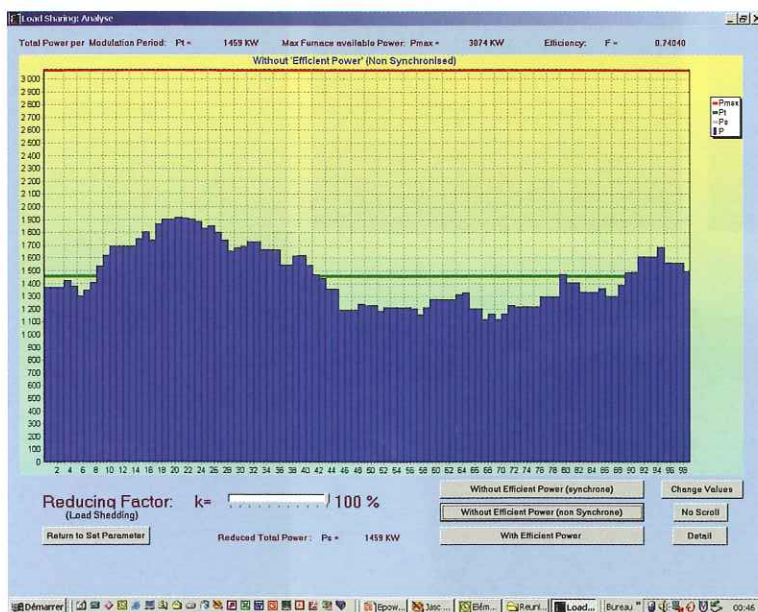 Load Sharing: Analyse
Total Power per Modulation Period: Pt = 1459 KW Max Furnace available Power: Pmax = 3074 KW Efficiency: F = 0.74040
Without 'Efficient Power' (Non Synchronised)
Pmax
Pt
Ps
P
3 000
2 900
2 800
2 700
2 600
2 500
2 400
2 300
2 200
2 100
2 000
1 900
1 800
1 700
1 600
1 500
1 400
1 300
1 200
1 100
1 000
900
800
700
600
500
400
300
200
100
0
2 4 6 8 10 12 14 16 18 20 22 24 26 28 30 32 34 36 38 40 42 44 46 48 50 52 54 56 58 60 62 64 66 68 70 72 74 76 78 80 82 84 86 88 90 92 94 96 98
Reducing Factor: k= 100 %
(Load Shedding)
Without Efficient Power (synchrone) Change Values
Without Efficient Power (non Synchrone) No Scroll
Return to Set Parameter Reduced Total Power : Ps = 1459 KW With Efficient Power Detail
Démarrer Epow... Jasc ... Elém... Reuni... Load... Bureau » 00:46